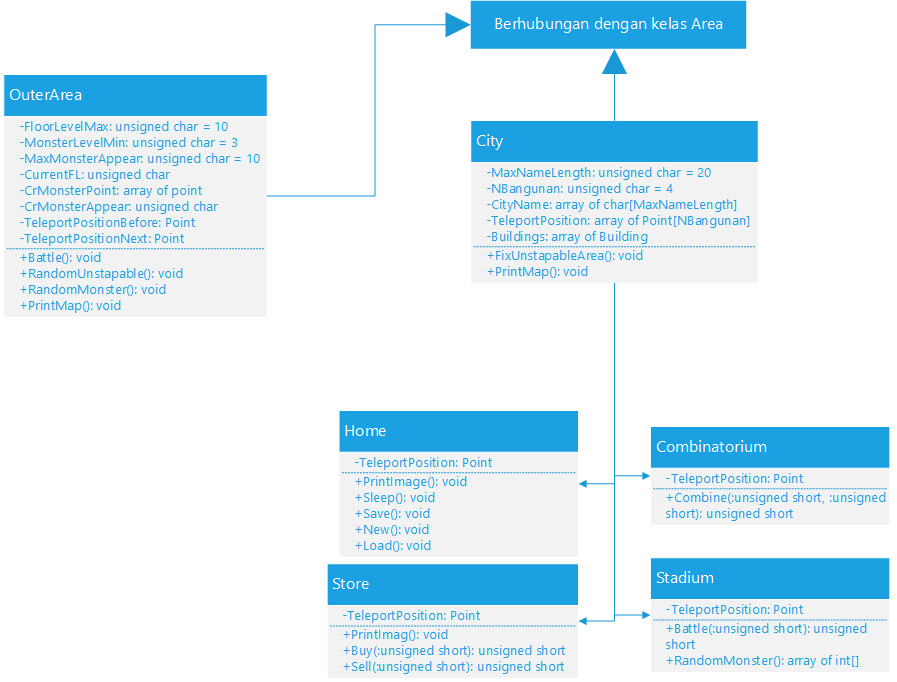 Berhubungan dengan kelas Area
OuterArea
-FloorLevelMax: unsigned char = 10
-MonsterLevelMin: unsigned char = 3
-MaxMonsterAppear: unsigned char = 10
-CurrentFL: unsigned char
-CrMonsterPoint: array of point
-CrMonsterAppear: unsigned char
-TeleportPositionBefore: Point
-TeleportPositionNext: Point
+Battle(): void
+RandomUnstapable(): void
+RandomMonster(): void
+PrintMap(): void
City
-MaxNameLength: unsigned char = 20
-NBangunan: unsigned char = 4
-CityName: array of char[MaxNameLength]
-TeleportPosition: array of Point[NBangunan]
-Buildings: array of Building
+FixUnstapableArea(): void
+PrintMap(): void
Home
-TeleportPosition: Point
+PrintImage(): void
+Sleep(): void
+Save(): void
+New(): void
+Load(): void
Combinatorium
-TeleportPosition: Point
+Combine(:unsigned short, :unsigned
short): unsigned short
Store
-TeleportPosition: Point
+PrintImag(): void
+Buy(:unsigned short): unsigned short
+Sell(:unsigned short): unsigned short
Stadium
-TeleportPosition: Point
+Battle(:unsigned short): unsigned
short
+RandomMonster(): array of int[]